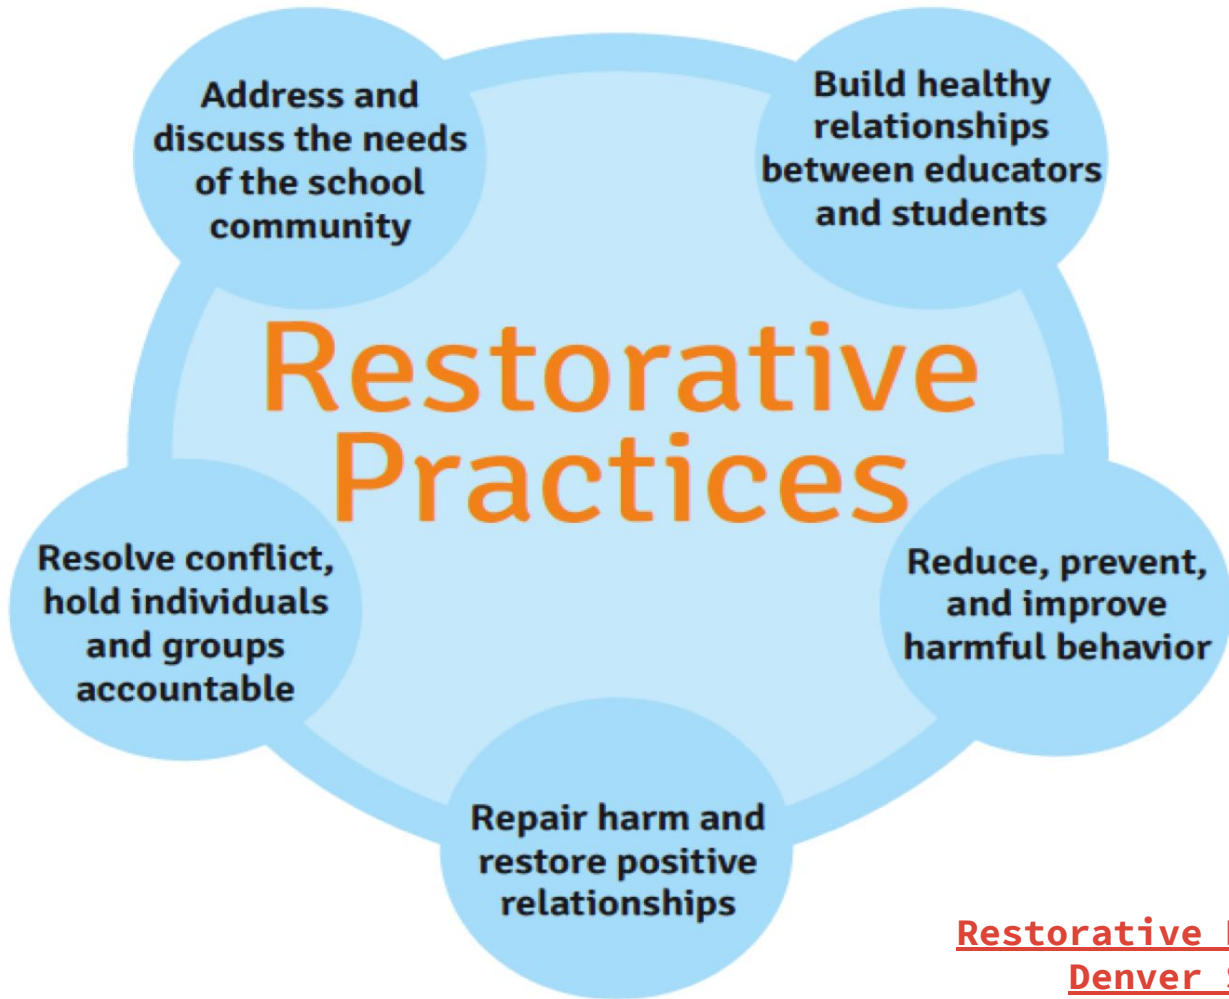 Address and
discuss the needs
of the school
community
Build healthy
relationships
between educators
and students
Restorative
Practices
Resolve conflict,
hold individuals
and groups
accountable
Reduce, prevent,
and improve
harmful behavior
Repair harm and
restore positive
relationships
Restorative
Denver